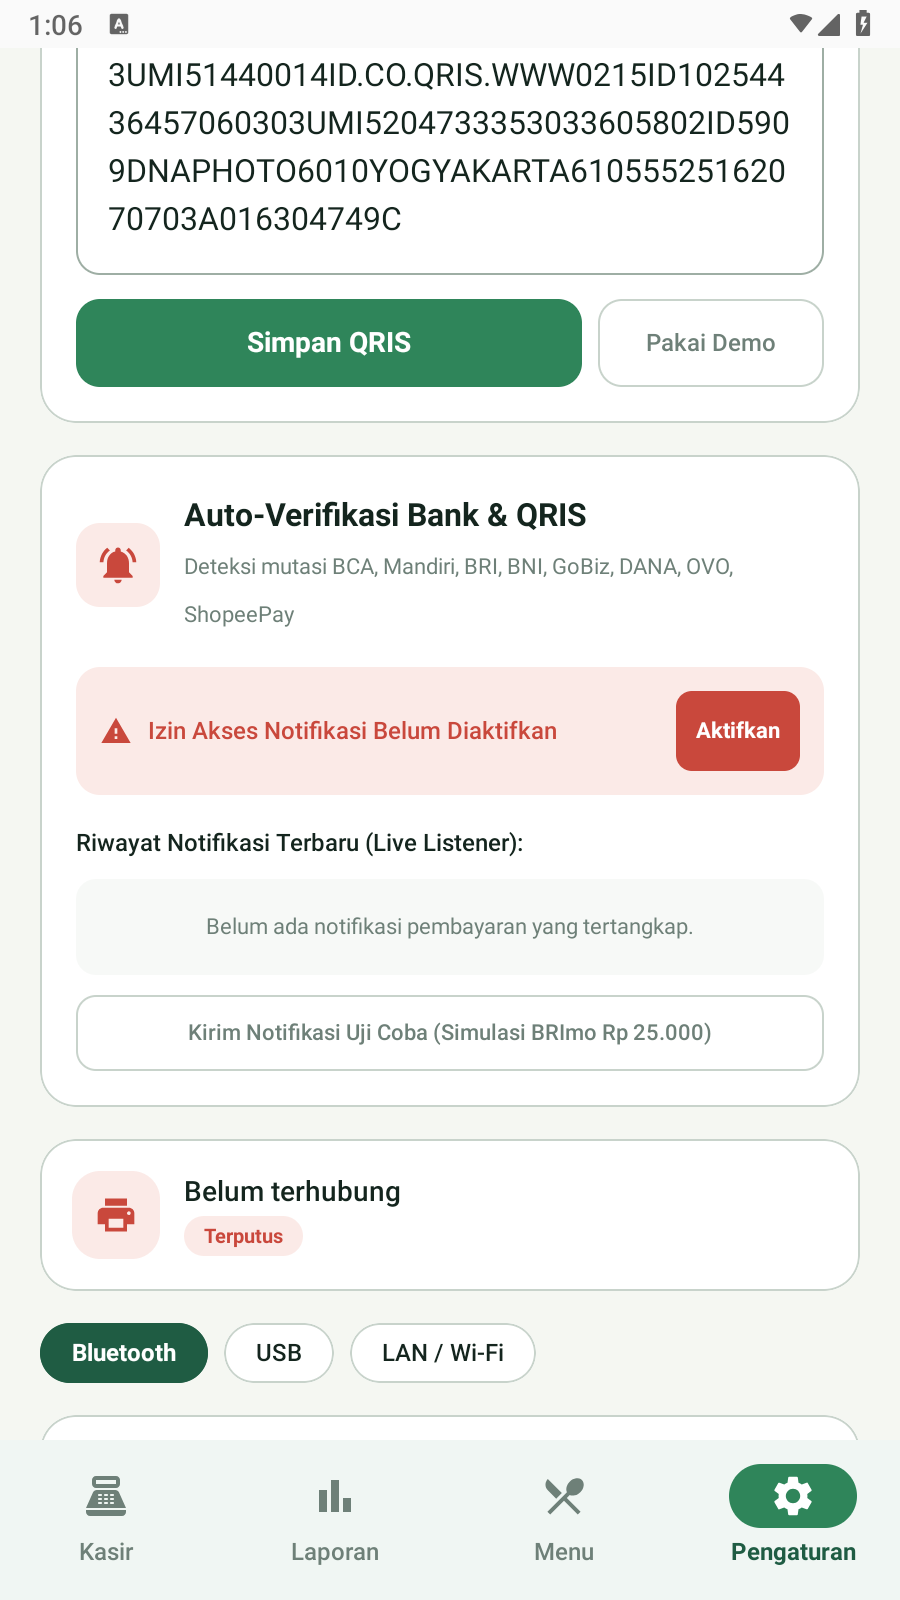 1:06
A
3UMI51440014ID.CO.QRIS.WWW0215ID102544
36457060303UMI5204733353033605802ID590
9DNAPHOTO6010YOGYAKARTA610555251620
70703A016304749C
Simpan QRIS
Pakai Demo
Auto-Verifikasi Bank & QRIS
Deteksi mutasi BCA, Mandiri, BRI, BNI, GoBiz, DANA, OVO,
ShopeePay
Izin Akses Notifikasi Belum Diaktifkan
Aktifkan
Riwayat Notifikasi Terbaru (Live Listener):
Belum ada notifikasi pembayaran yang tertangkap.
Kirim Notifikasi Uji Coba (Simulasi BRImo Rp 25.000)
Belum terhubung
Terputus
Bluetooth
USB
LAN / Wi-Fi
Kasir
Laporan
Menu
Pengaturan